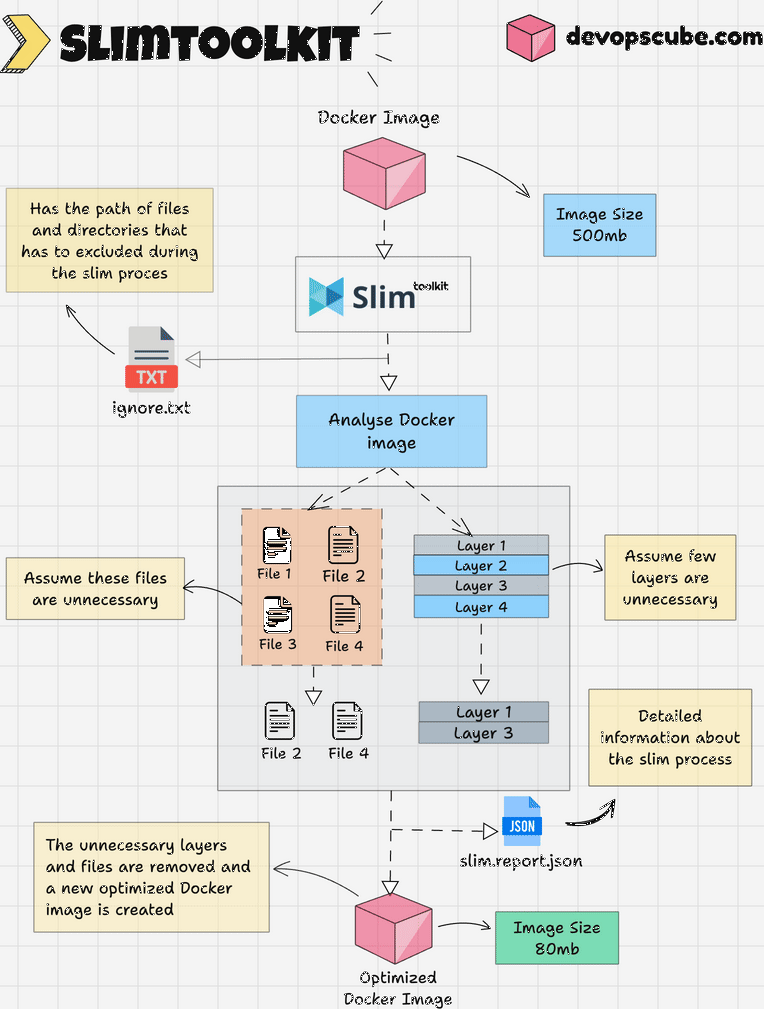 SLIMTOOLKIT
devopscube.com
Docker Image
Image Size
500mb
Has the path of files
and directories that
has to excluded during
the slim proces
Slim toolkit
TXT
ignore.txt
Analyse Docker
image
File 1
File 2
File 3
File 4
Layer 1
Layer 2
Layer 3
Layer 4
Assume these files
are unnecessary
Assume few
layers are
unnecessary
File 2
File 4
Layer 1
Layer 3
Detailed
information about
the slim process
JSON
slim.report.json
The unnecessary layers
and files are removed and
a new optimized Docker
image is created
Image Size
80mb
Optimized
Docker Image